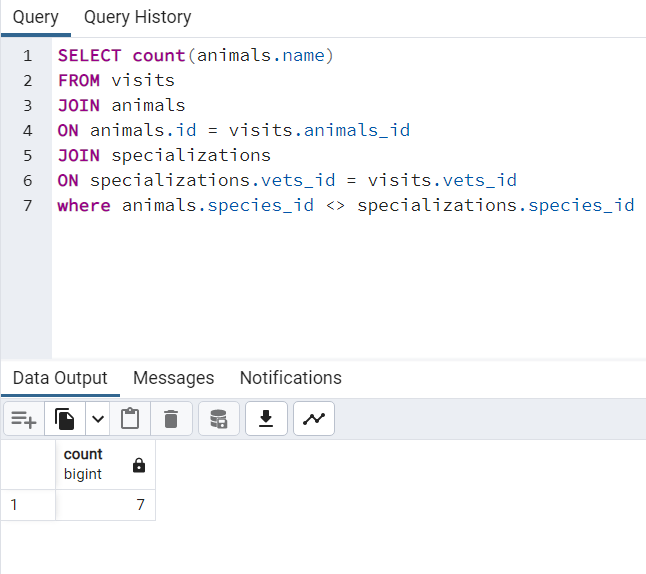 Query Query History
1 SELECT count(animals.name)
2 FROM visits
3 JOIN animals
4 ON animals.id = visits.animals_id
5 JOIN specializations
6 ON specializations.vets_id = visits.vets_id
7 where animals.species_id <> specializations.species_id
Data Output Messages Notifications
count
bigint
1 7